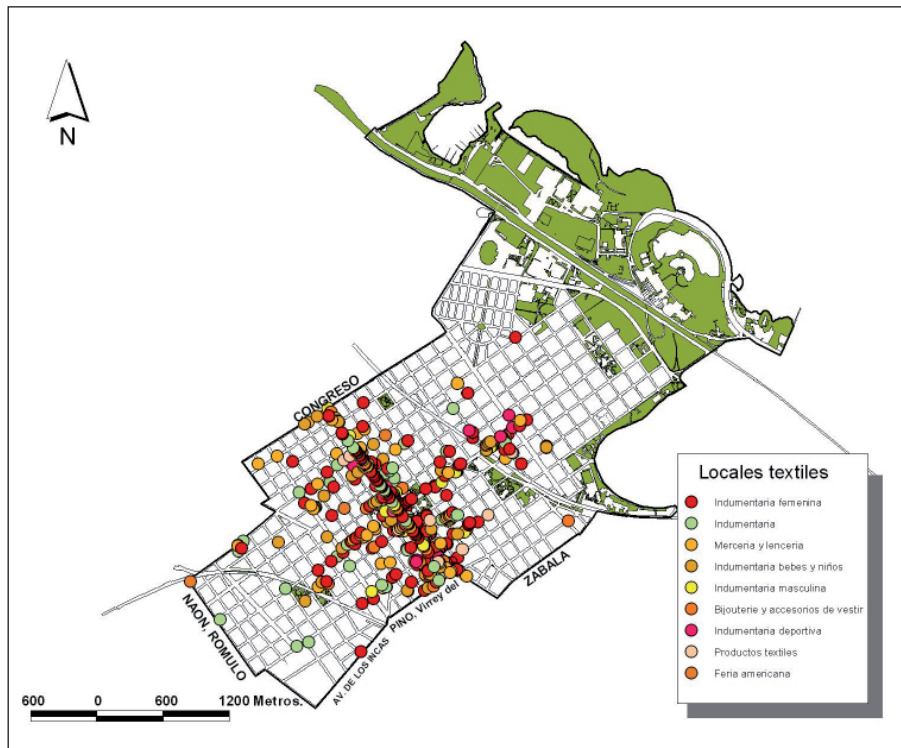 N
CONGRESO
ZABALA
PINO, Virrey del
NAON, ROMULO
AV. DE LOS INCAS
600 0 600 1200 Metros.
Locales textiles
Indumentaria femenina
Indumentaria
Merceria y lenceria
Indumentaria bebes y niños
Indumentaria masculina
Bijouterie y accesorios de vestir
Indumentaria deportiva
Productos textiles
Feria americana